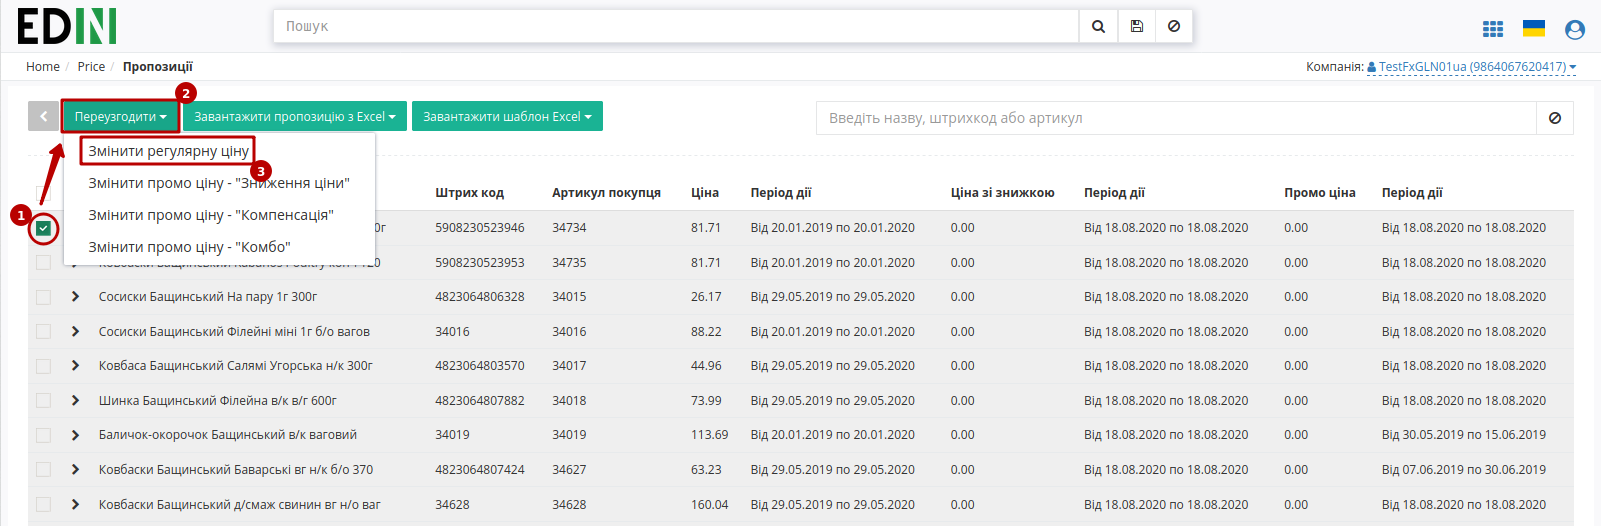 EDIN
Пошук
Home / Price / Пропозиції
Компанія: TestFxGLN01ua (9864067620417)
2
Переузгодити
Завантажити пропозицію з Excel
Завантажити шаблон Excel
Введіть назву, штрихкод або артикул
Змінити регулярну ціну
3
Змінити промо ціну - "Зниження ціни"
Змінити промо ціну - "Компенсація"
Змінити промо ціну - "Комбо"
1
Штрих код Артикул покупця Ціна Період дії Ціна зі знижкою Період дії Промо ціна Період дії
0г 5908230523946 34734 81.71 Від 20.01.2019 по 20.01.2020 0.00 Від 18.08.2020 по 18.08.2020 0.00 Від 18.08.2020 по 18.08.2020
5908230523953 34735 81.71 Від 20.01.2019 по 20.01.2020 0.00 Від 18.08.2020 по 18.08.2020 0.00 Від 18.08.2020 по 18.08.2020
Сосиски Бащинський На пару 1г 300г 4823064806328 34015 26.17 Від 29.05.2019 по 29.05.2020 0.00 Від 18.08.2020 по 18.08.2020 0.00 Від 18.08.2020 по 18.08.2020
Сосиски Бащинський Філейні міні 1г б/о вагов 34016 34016 88.22 Від 20.01.2019 по 20.01.2020 0.00 Від 18.08.2020 по 18.08.2020 0.00 Від 18.08.2020 по 18.08.2020
Ковбаса Бащинський Салямі Угорська н/к 300г 4823064803570 34017 44.96 Від 29.05.2019 по 29.05.2020 0.00 Від 18.08.2020 по 18.08.2020 0.00 Від 18.08.2020 по 18.08.2020
Шинка Бащинський Філейна в/к в/г 600г 4823064807882 34018 73.99 Від 29.05.2019 по 29.05.2020 0.00 Від 18.08.2020 по 18.08.2020 0.00 Від 18.08.2020 по 18.08.2020
Баличок-окорочок Бащинський в/к ваговий 34019 34019 113.69 Від 20.01.2019 по 20.01.2020 0.00 Від 18.08.2020 по 18.08.2020 0.00 Від 30.05.2019 по 15.06.2019
Ковбаски Бащинський Баварські вг н/к б/о 370 4823064807424 34627 63.23 Від 29.05.2019 по 29.05.2020 0.00 Від 18.08.2020 по 18.08.2020 0.00 Від 07.06.2019 по 30.06.2019
Ковбаски Бащинський д/смаж свинин вг н/о ваг 34628 34628 160.04 Від 29.05.2019 по 29.05.2020 0.00 Від 18.08.2020 по 18.08.2020 0.00 Від 18.08.2020 по 18.08.2020